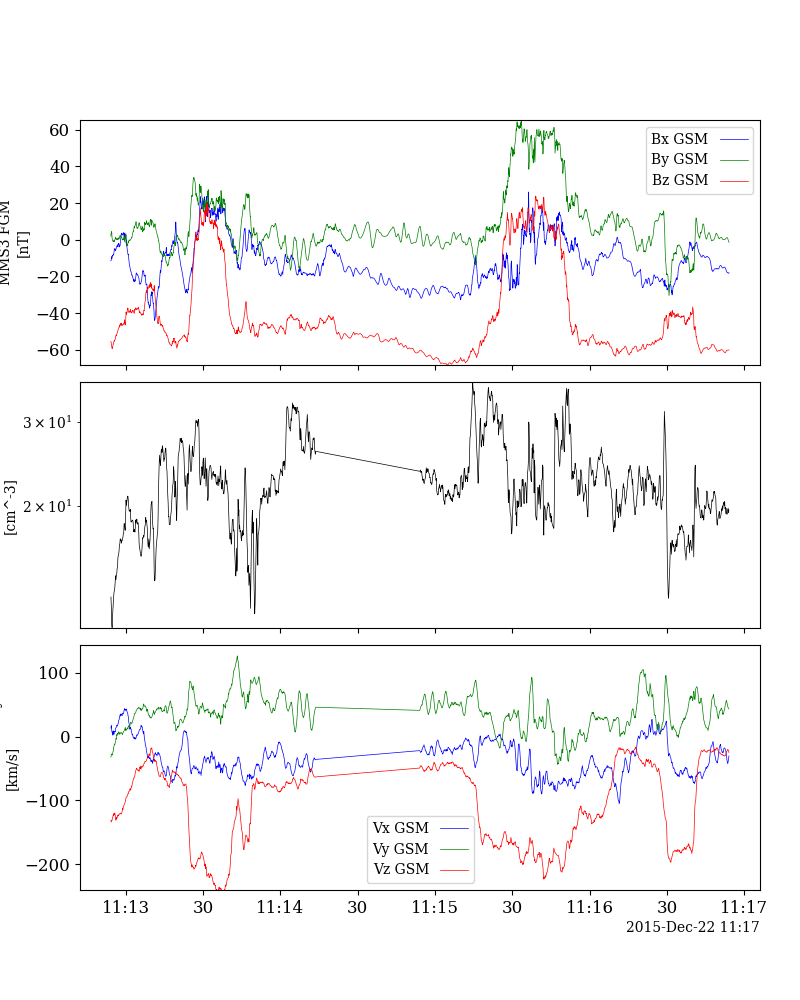 60
40
20
0
−20
−40
−60
MMS3 FGM
[nT]
Bx GSM
By GSM
Bz GSM
3 × 10¹
2 × 10¹
[cm^-3]
100
0
−100
−200
[km/s]
Vx GSM
Vy GSM
Vz GSM
11:13 30 11:14 30 11:15 30 11:16 30 11:17
2015-Dec-22 11:17